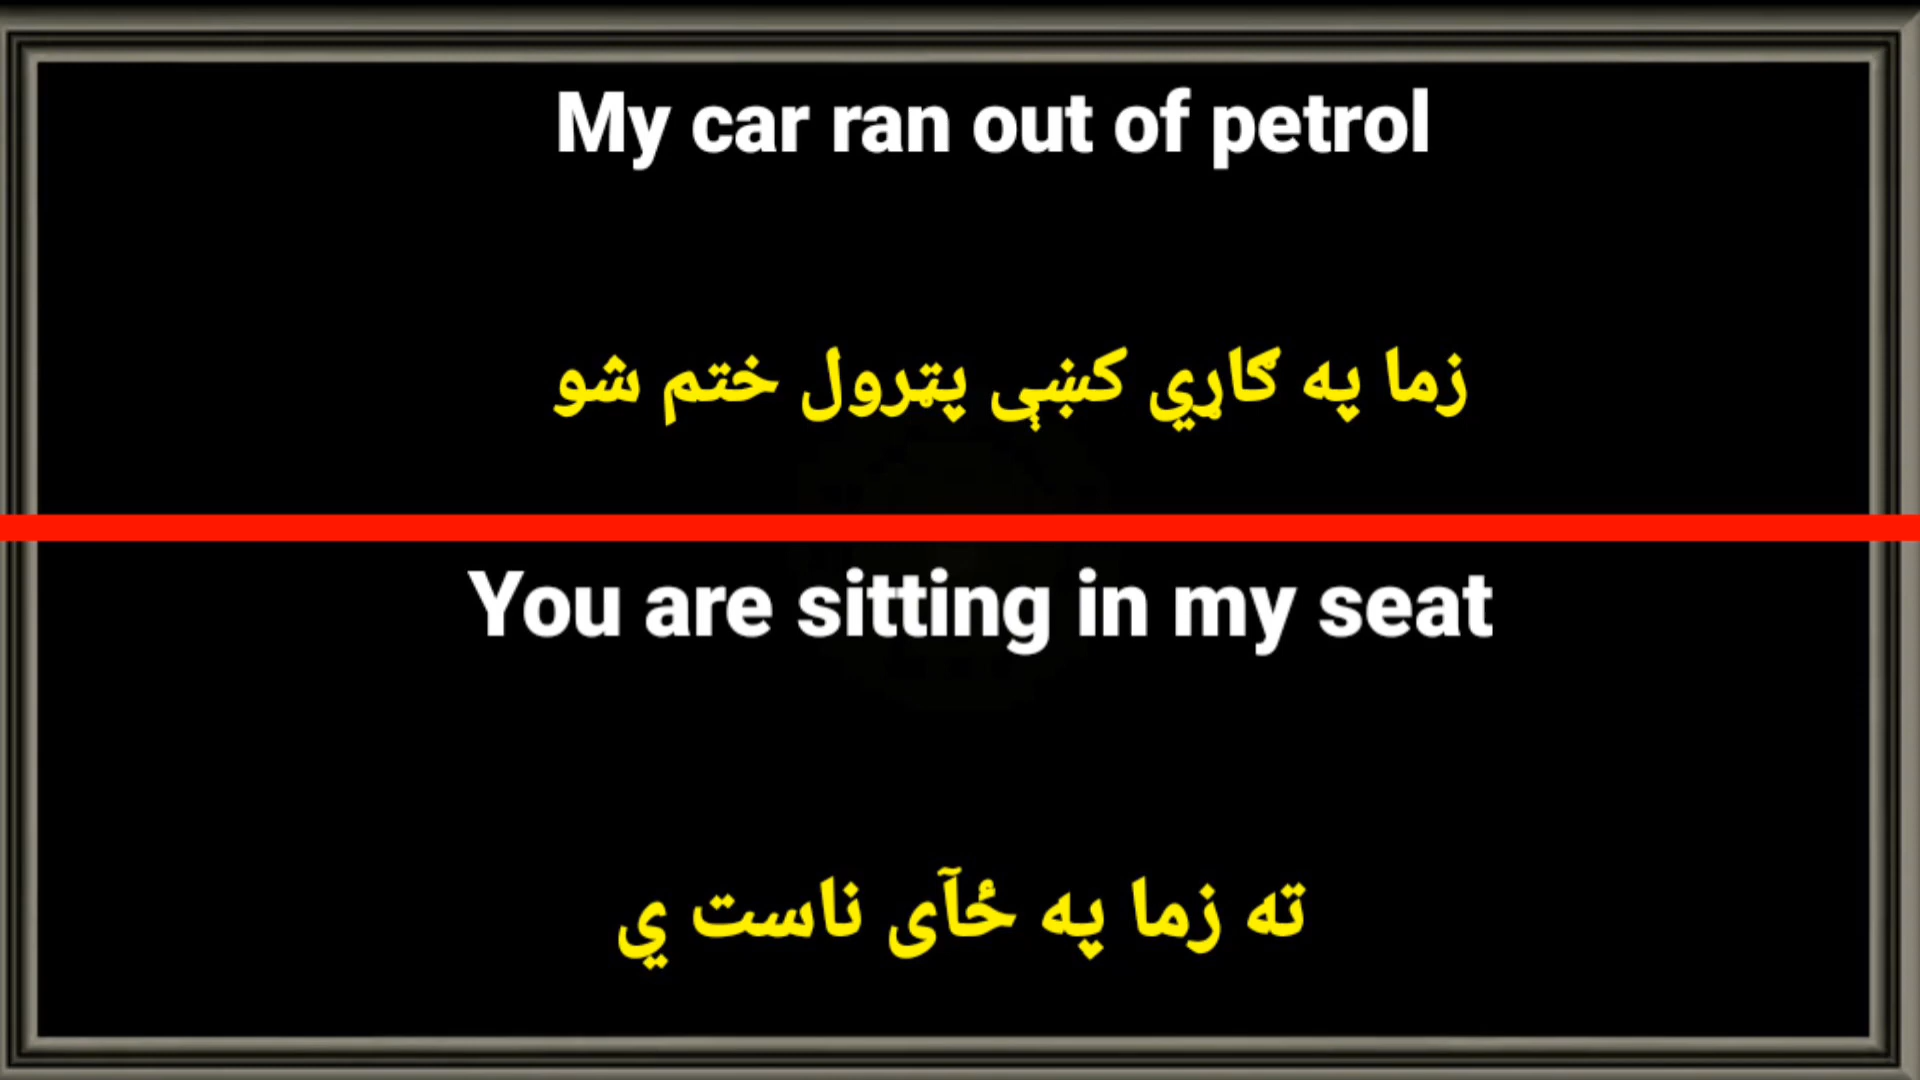 My car ran out of petrol
زما په ګاړي کښې پټرول ختم شو
You are sitting in my seat
ته زما په ځآی ناست ي